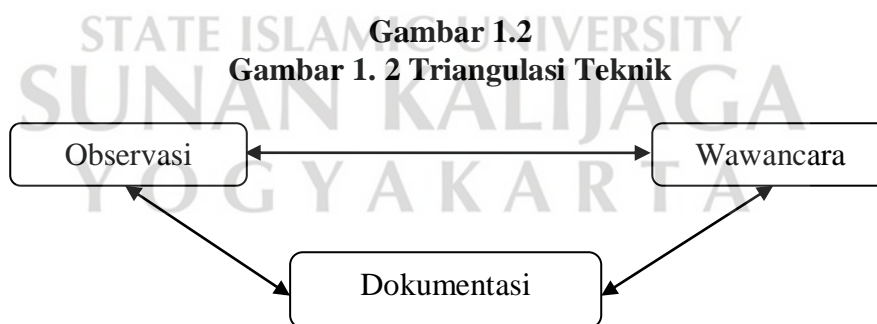 STATE ISLAMIC UNIVERSITY
Gambar 1.2
Gambar 1. 2 Triangulasi Teknik
SUNAN KALIJAGA
Observasi
Wawancara
YOGYAKARTA
Dokumentasi